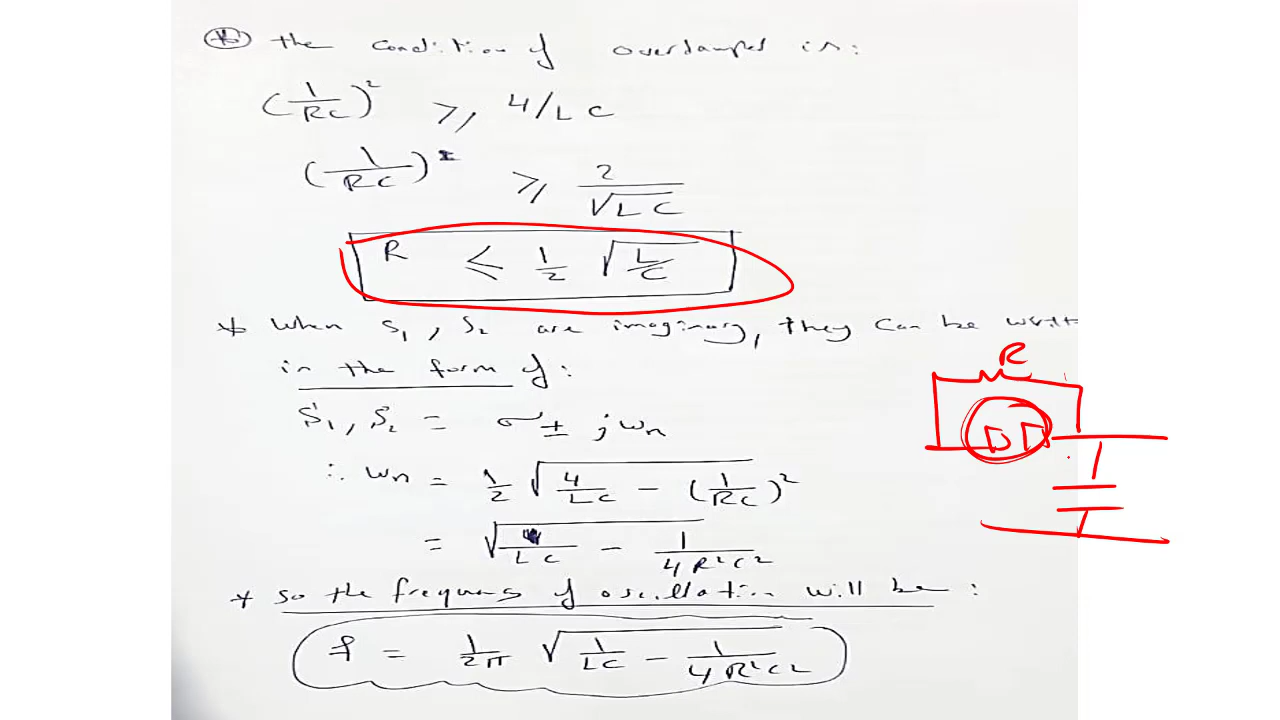 * the condition of overdamped is:
(1/RC)² ≥ 4/LC
(1/RC) ≥ 2/√LC
R ≤ 1/2 √L/C
* When S1, S2 are imaginary, they can be written
in the form of:
S1, S2 = σ ± jωn
∴ ωn = 1/2 √4/LC - (1/RC)²
= √1/LC - 1/4R²C²
R
* so the frequency of oscillation will be:
f = 1/2π √1/LC - 1/4R²C²